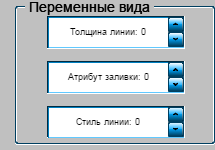 Переменные вида
Толщина линии: 0
Атрибут заливки: 0
Стиль линии: 0